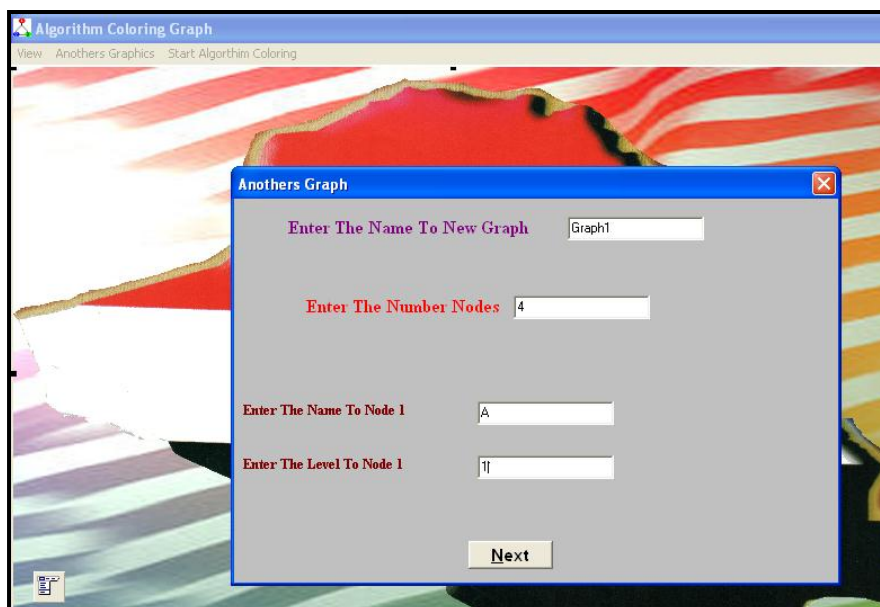 Algorithm Coloring Graph
View Anothers Graphics Start Algorthim Coloring
Anothers Graph
Enter The Name To New Graph Graph1
Enter The Number Nodes 4
Enter The Name To Node 1 A
Enter The Level To Node 1 1
Next